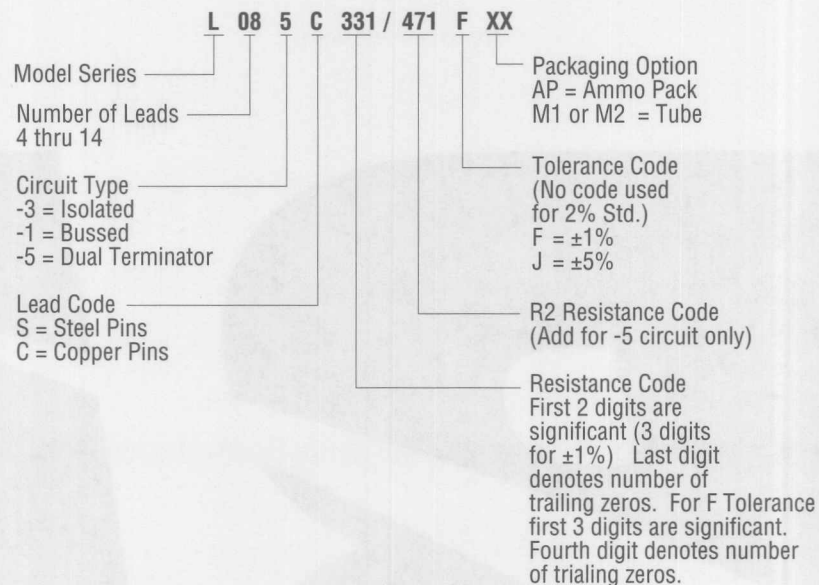 L 08 5 C 331 / 471 F XX
Model Series
Number of Leads
4 thru 14
Circuit Type
-3 = Isolated
-1 = Bussed
-5 = Dual Terminator
Lead Code
S = Steel Pins
C = Copper Pins
Packaging Option
AP = Ammo Pack
M1 or M2 = Tube
Tolerance Code
(No code used
for 2% Std.)
F = ±1%
J = ±5%
R2 Resistance Code
(Add for -5 circuit only)
Resistance Code
First 2 digits are
significant (3 digits
for ±1%) Last digit
denotes number of
trailing zeros. For F Tolerance
first 3 digits are significant.
Fourth digit denotes number
of trialing zeros.